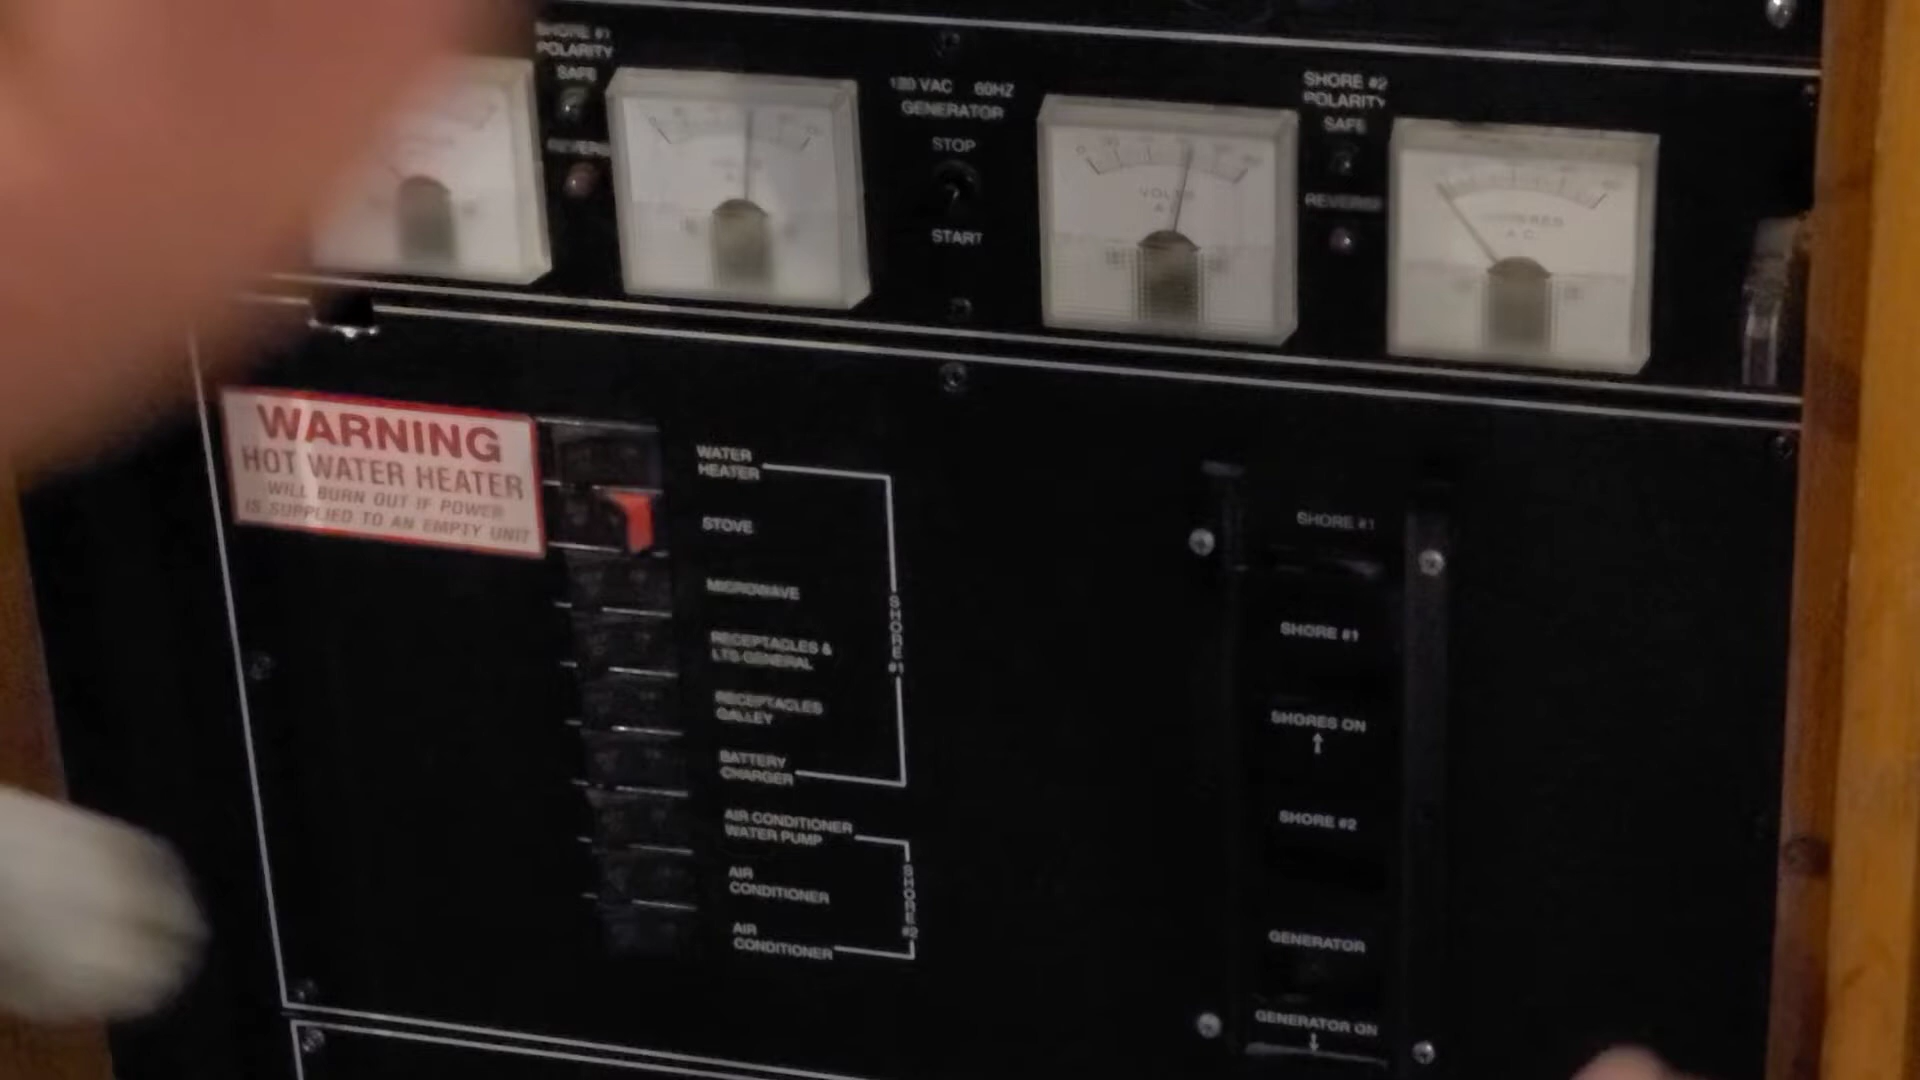 SHORE #1
POLARITY
SAFE
REVERSE
120 VAC 60HZ
GENERATOR
STOP
START
VOLTS
A.C.
SHORE #2
POLARITY
SAFE
REVERSE
A.C.
WARNING
HOT WATER HEATER
WILL BURN OUT IF POWER
IS SUPPLIED TO AN EMPTY UNIT
WATER
HEATER
STOVE
MICROWAVE
RECEPTACLES &
LTS GENERAL
RECEPTACLES
GALLEY
BATTERY
CHARGER
SHORE #1
AIR CONDITIONER
WATER PUMP
AIR
CONDITIONER
AIR
CONDITIONER
SHORE #2
SHORE #1
SHORE #1
SHORES ON
SHORE #2
GENERATOR
GENERATOR ON